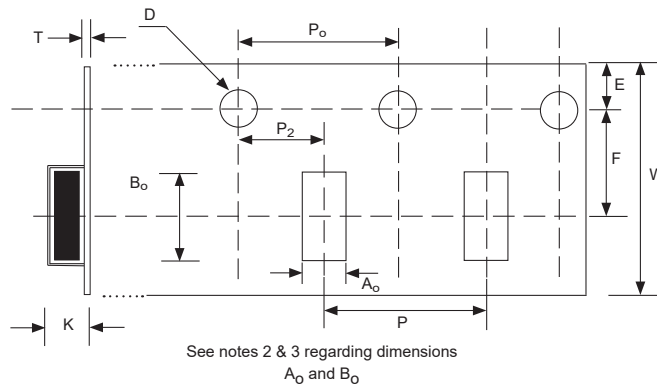 T
D
Po
E
P2
F
W
Bo
Ao
K
P
See notes 2 & 3 regarding dimensions
Ao and Bo